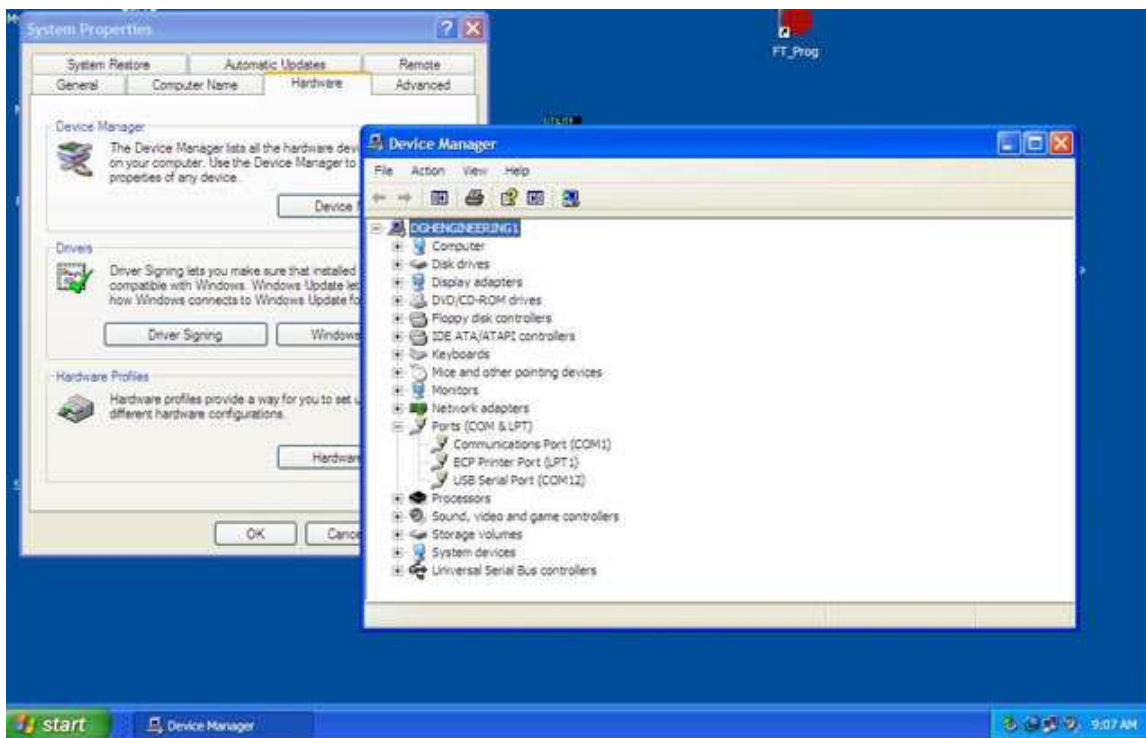 System Properties
System Restore
Automatic Updates
Remote
General
Computer Name
Hardware
Advanced
Device Manager
The Device Manager lists all the hardware devi
on your computer. Use the Device Manager to
properties of any device.
Device
Drivers
Driver Signing lets you make sure that installed
compatible with Windows. Windows Update let
how Windows connects to Windows Update fo
Driver Signing
Windows
Hardware Profiles
Hardware profiles provide a way for you to set u
different hardware configurations.
Hardware
OK
Cance
FT_Prog
Device Manager
File Action View Help
DGHENGINEERING1
Computer
Disk drives
Display adapters
DVD/CD-ROM drives
Floppy disk controllers
IDE ATA/ATAPI controllers
Keyboards
Mice and other pointing devices
Monitors
Network adapters
Ports (COM & LPT)
Communications Port (COM1)
ECP Printer Port (LPT1)
USB Serial Port (COM12)
Processors
Sound, video and game controllers
Storage volumes
System devices
Universal Serial Bus controllers
start
Device Manager
9:07 AM